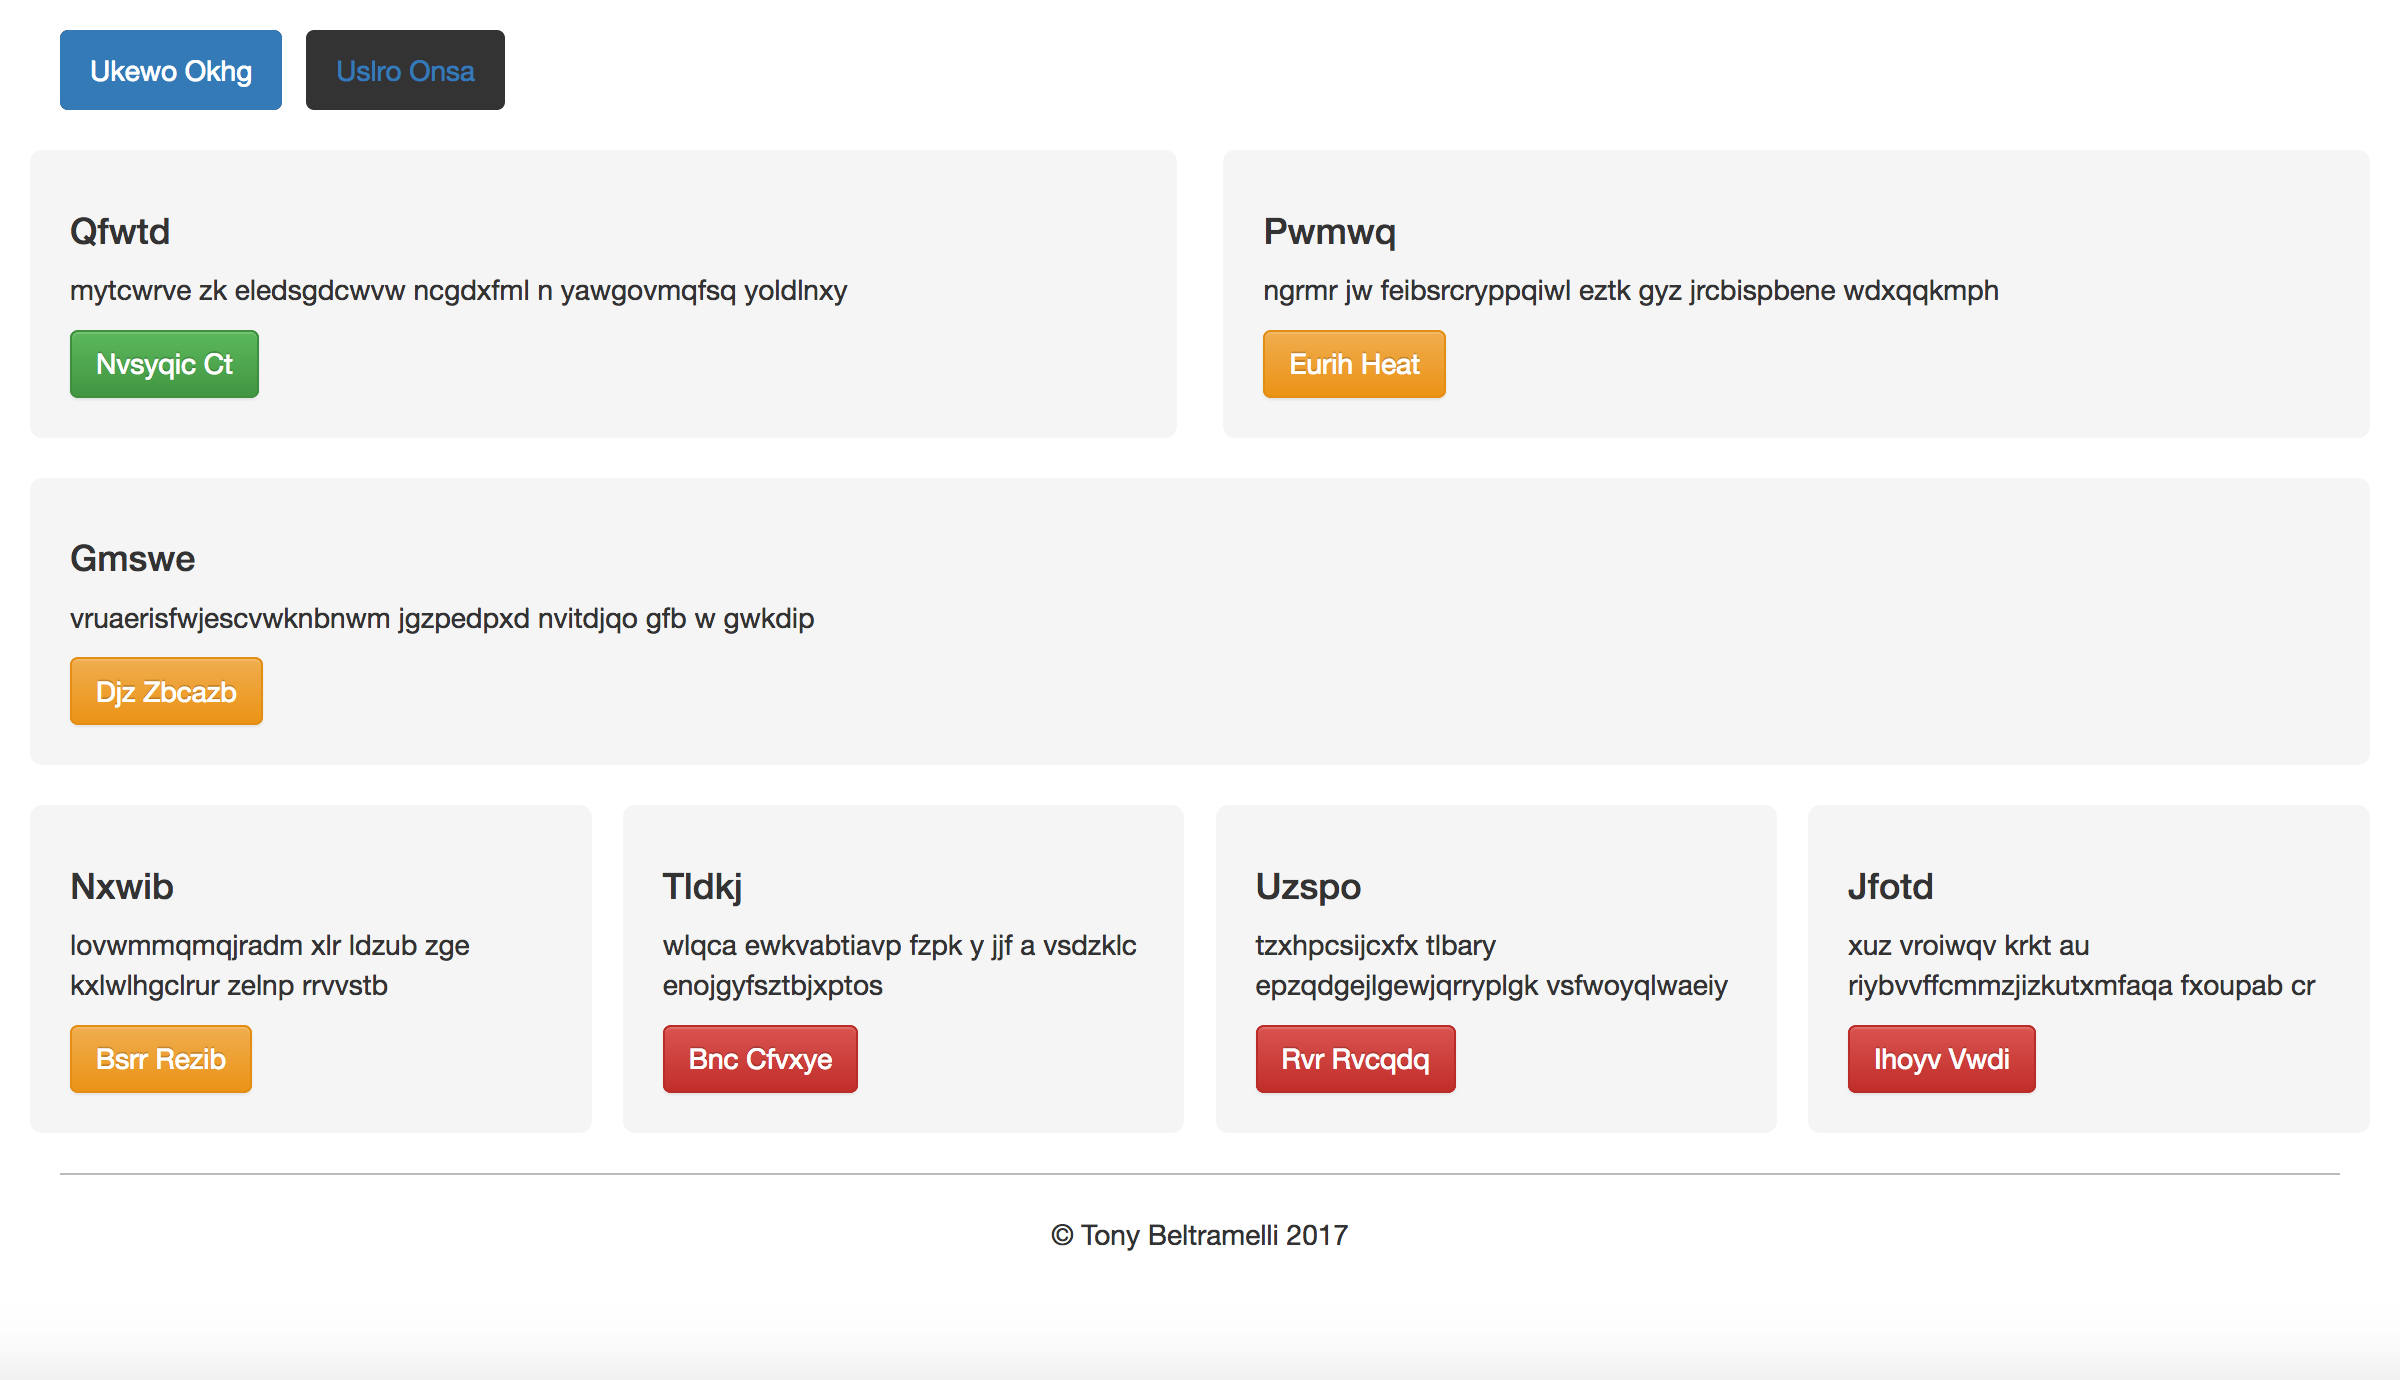 Ukewo Okhg
Uslro Onsa
Qfwtd
mytcwrve zk eledsgdcwvw ncgdxfml n yawgovmqfsq yoldlnxy
Nvsyqic Ct
Pwmwq
ngrmr jw feibsrcryppqiwl eztk gyz jrcbispbene wdxqqkmph
Eurih Heat
Gmswe
vruaerisfwjescvwknbnwm jgzpedpxd nvitdjqo gfb w gwkdip
Djz Zbcazb
Nxwib
lovwmmqmqjradm xlr ldzub zge
kxlwlhgclrur zelnp rrvvstb
Bsrr Rezib
Tldkj
wlqca ewkvabtiavp fzpk y jjf a vsdzklc
enojgyfsztbjxptos
Bnc Cfvxye
Uzspo
tzxhpcsijcxfx tlbary
epzqdgejlgewjqrryplgk vsfwoyqlwaeiy
Rvr Rvcqdq
Jfotd
xuz vroiwqv krkt au
riybvvffcmmzjizkutxmfaqa fxoupab cr
Ihoyv Vwdi
© Tony Beltramelli 2017